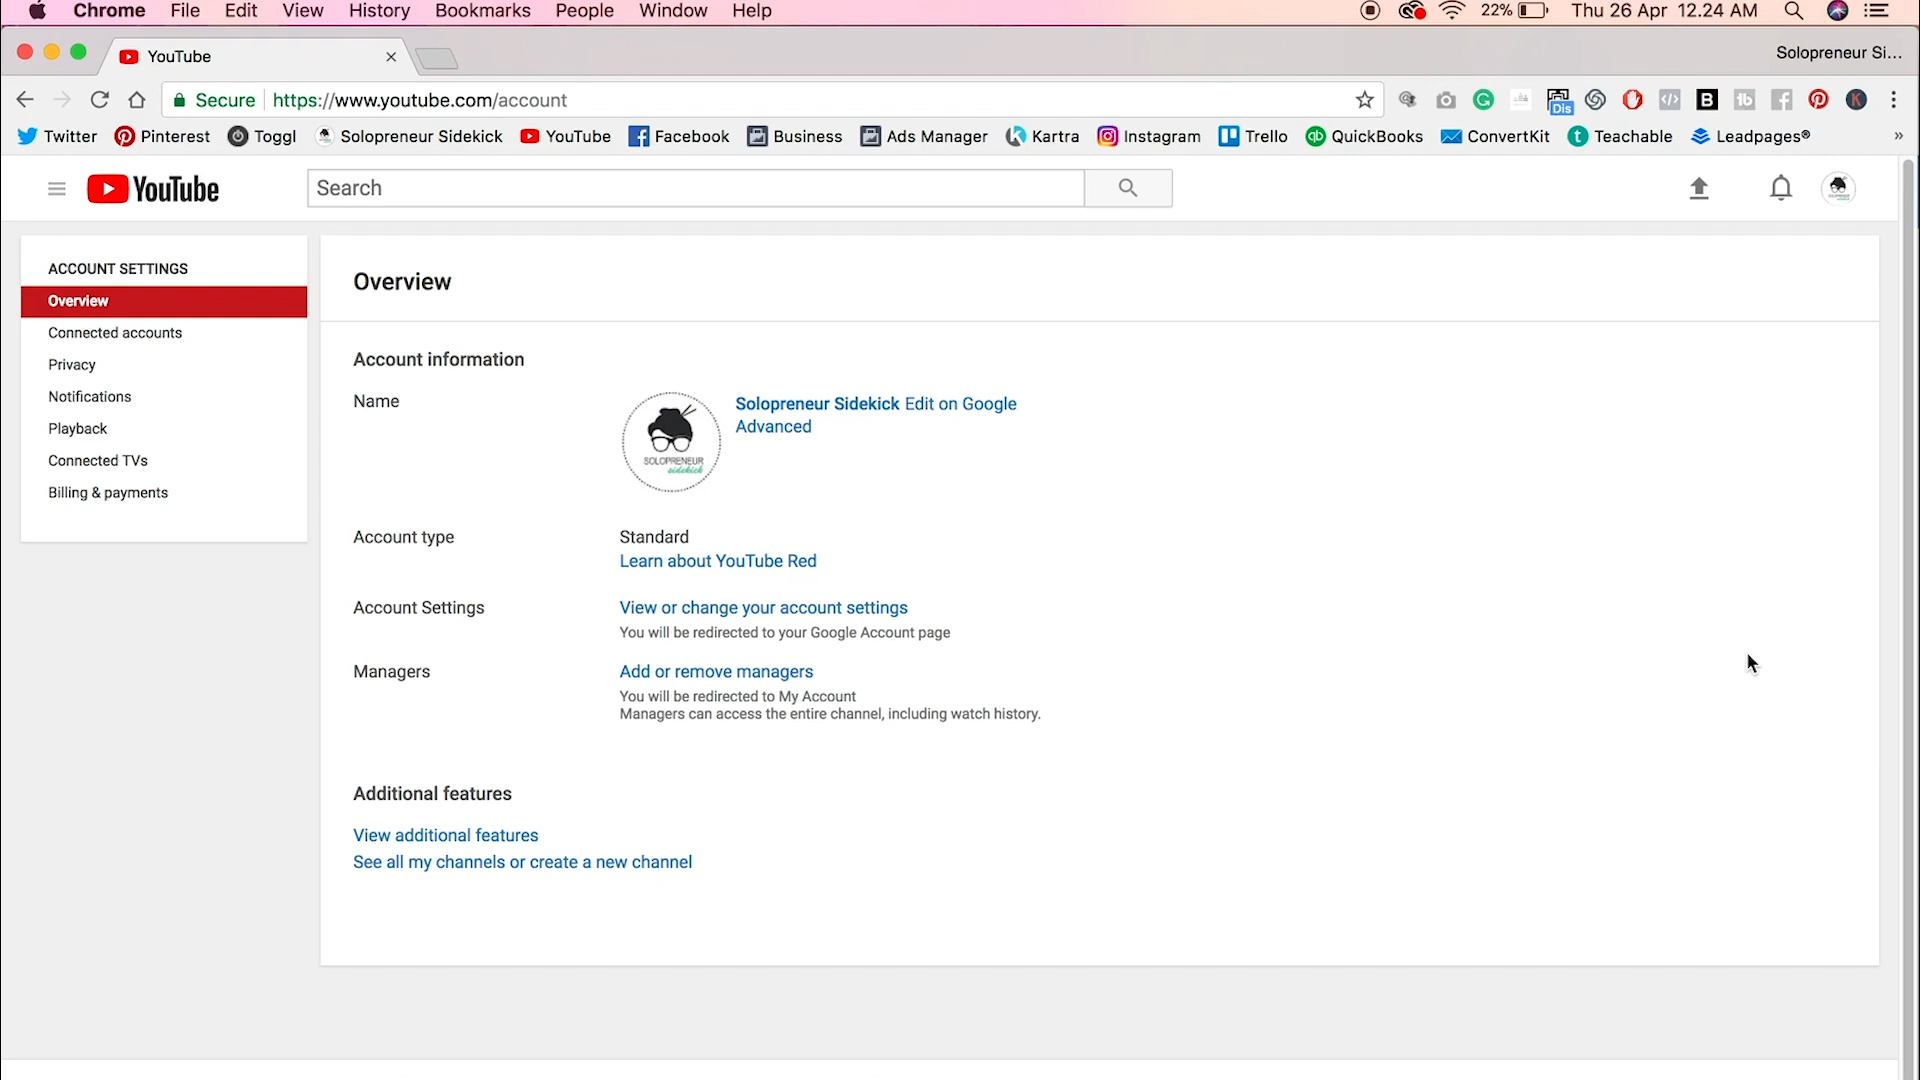 Chrome File Edit View History Bookmarks People Window Help 22% Thu 26 Apr 12.24 AM
YouTube Solopreneur Si...
Secure https://www.youtube.com/account
Dis
Twitter Pinterest Toggl Solopreneur Sidekick YouTube Facebook Business Ads Manager Kartra Instagram Trello QuickBooks ConvertKit Teachable Leadpages® »
YouTube Search
ACCOUNT SETTINGS
Overview
Connected accounts
Privacy
Notifications
Playback
Connected TVs
Billing & payments
Overview
Account information
Name
SOLOPRENEUR
sidekick
Solopreneur Sidekick Edit on Google
Advanced
Account type Standard
Learn about YouTube Red
Account Settings View or change your account settings
You will be redirected to your Google Account page
Managers Add or remove managers
You will be redirected to My Account
Managers can access the entire channel, including watch history.
Additional features
View additional features
See all my channels or create a new channel